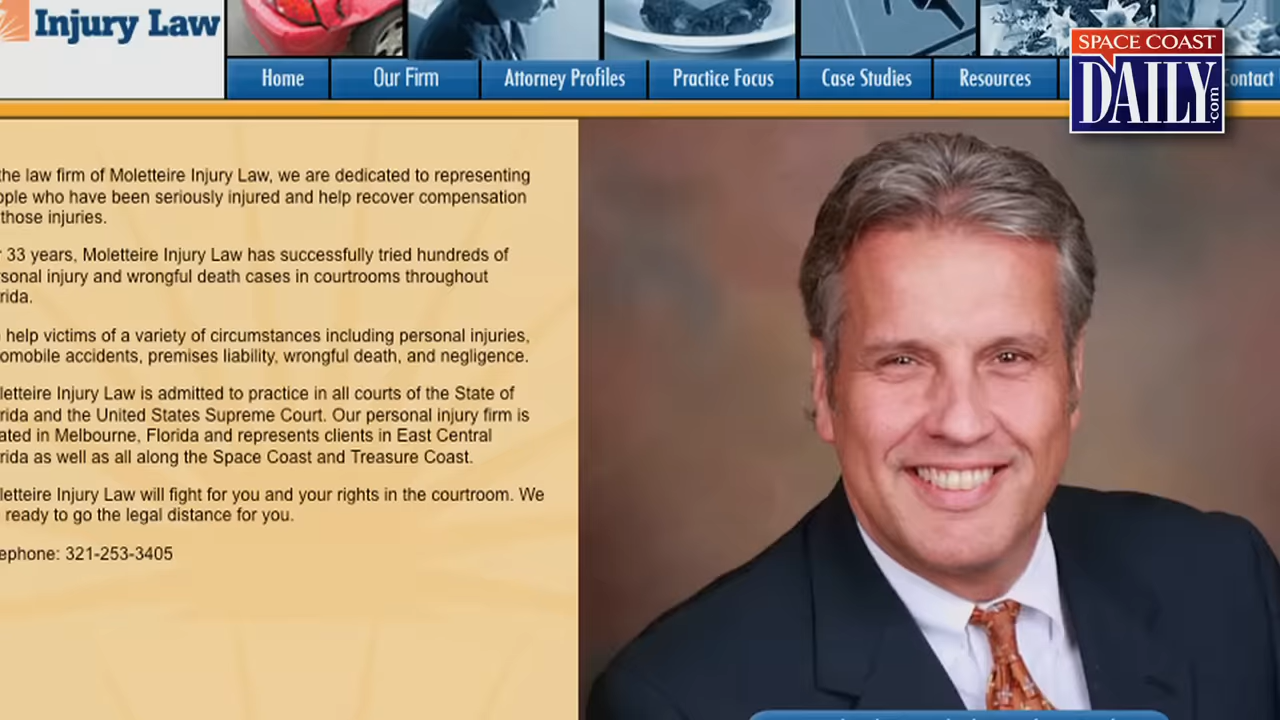 Injury Law
SPACE COAST
DAILY.com
Home Our Firm Attorney Profiles Practice Focus Case Studies Resources Contact
the law firm of Moletteire Injury Law, we are dedicated to representing
ople who have been seriously injured and help recover compensation
those injuries.
r 33 years, Moletteire Injury Law has successfully tried hundreds of
rsonal injury and wrongful death cases in courtrooms throughout
rida.
help victims of a variety of circumstances including personal injuries,
omobile accidents, premises liability, wrongful death, and negligence.
letteire Injury Law is admitted to practice in all courts of the State of
rida and the United States Supreme Court. Our personal injury firm is
ated in Melbourne, Florida and represents clients in East Central
rida as well as all along the Space Coast and Treasure Coast.
letteire Injury Law will fight for you and your rights in the courtroom. We
ready to go the legal distance for you.
ephone: 321-253-3405